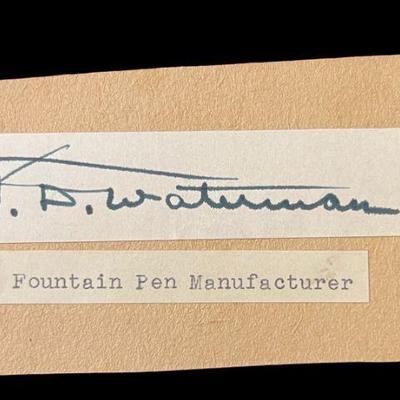 F. D. Waterman
Fountain Pen Manufacturer